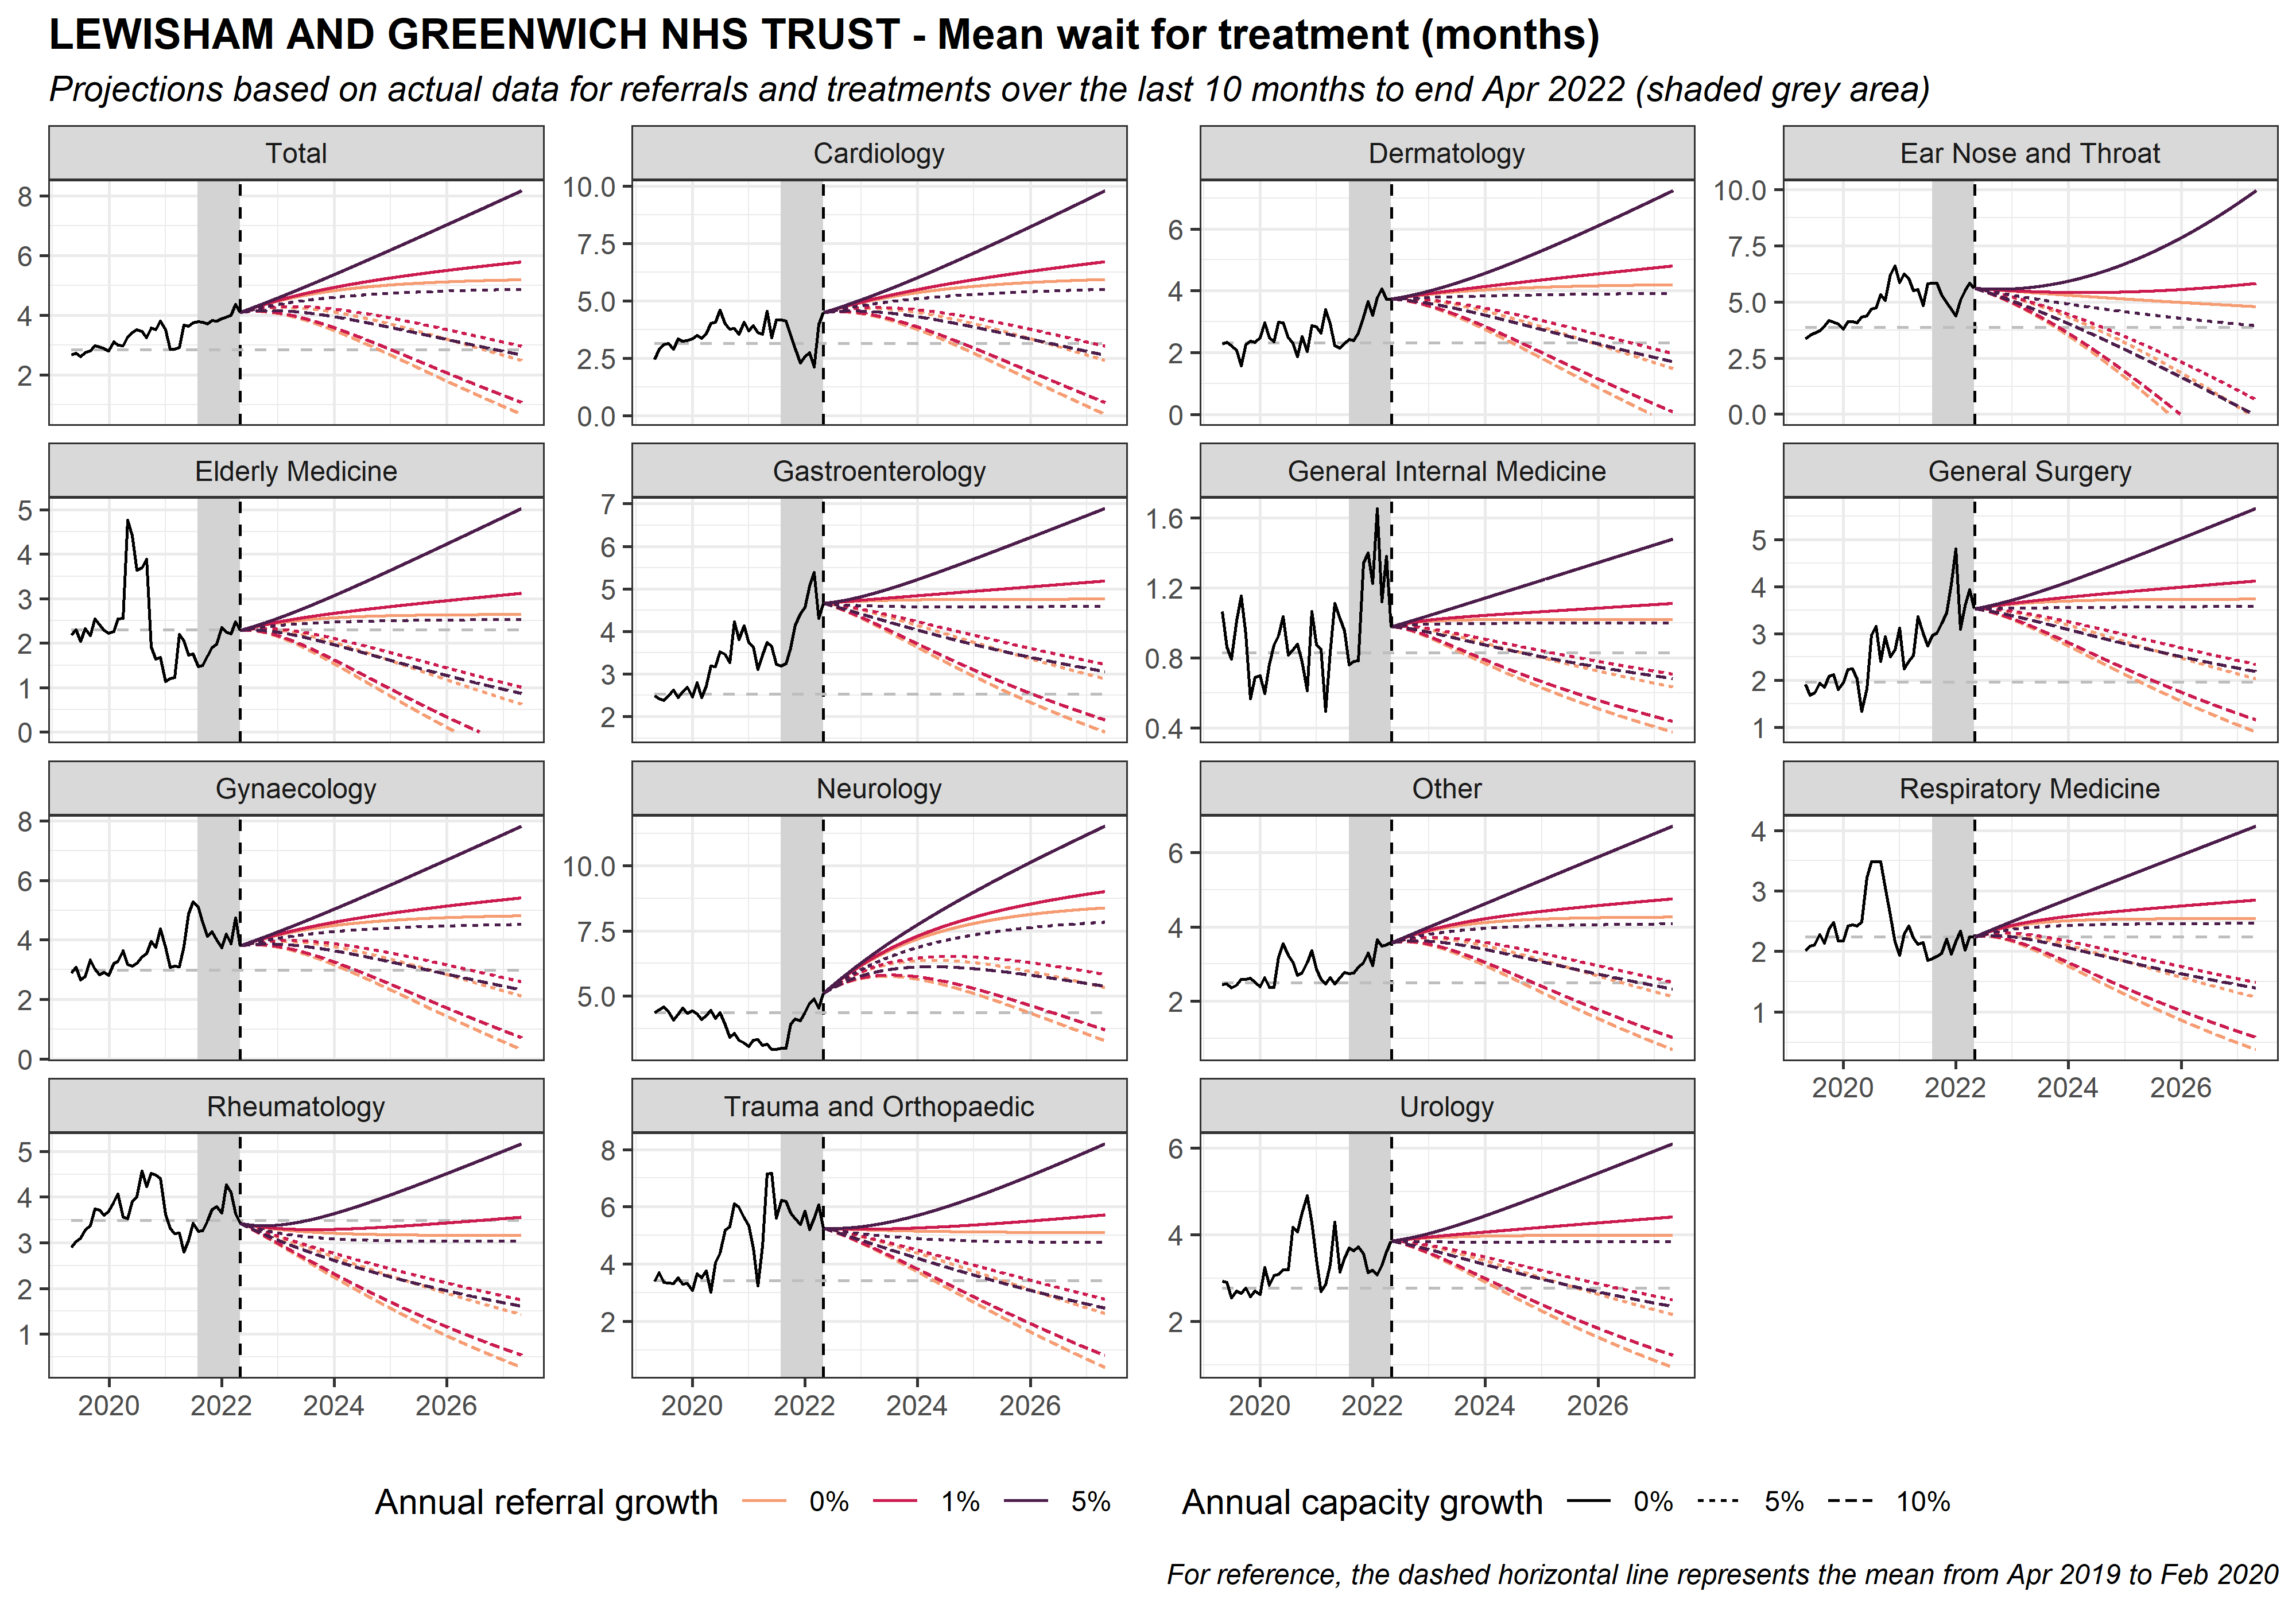 LEWISHAM AND GREENWICH NHS TRUST - Mean wait for treatment (months)
Projections based on actual data for referrals and treatments over the last 10 months to end Apr 2022 (shaded grey area)
Total
Cardiology
Dermatology
Ear Nose and Throat
8
6
4
2
10.0
7.5
5.0
2.5
0.0
6
4
2
0
10.0
7.5
5.0
2.5
0.0
Elderly Medicine
Gastroenterology
General Internal Medicine
General Surgery
5
4
3
2
1
0
7
6
5
4
3
2
1.6
1.2
0.8
0.4
5
4
3
2
1
Gynaecology
Neurology
Other
Respiratory Medicine
8
6
4
2
0
10.0
7.5
5.0
6
4
2
4
3
2
1
2020 2022 2024 2026
Rheumatology
Trauma and Orthopaedic
Urology
5
4
3
2
1
8
6
4
2
6
4
2
2020 2022 2024 2026
2020 2022 2024 2026
2020 2022 2024 2026
Annual referral growth 0% 1% 5%
Annual capacity growth 0% 5% 10%
For reference, the dashed horizontal line represents the mean from Apr 2019 to Feb 2020